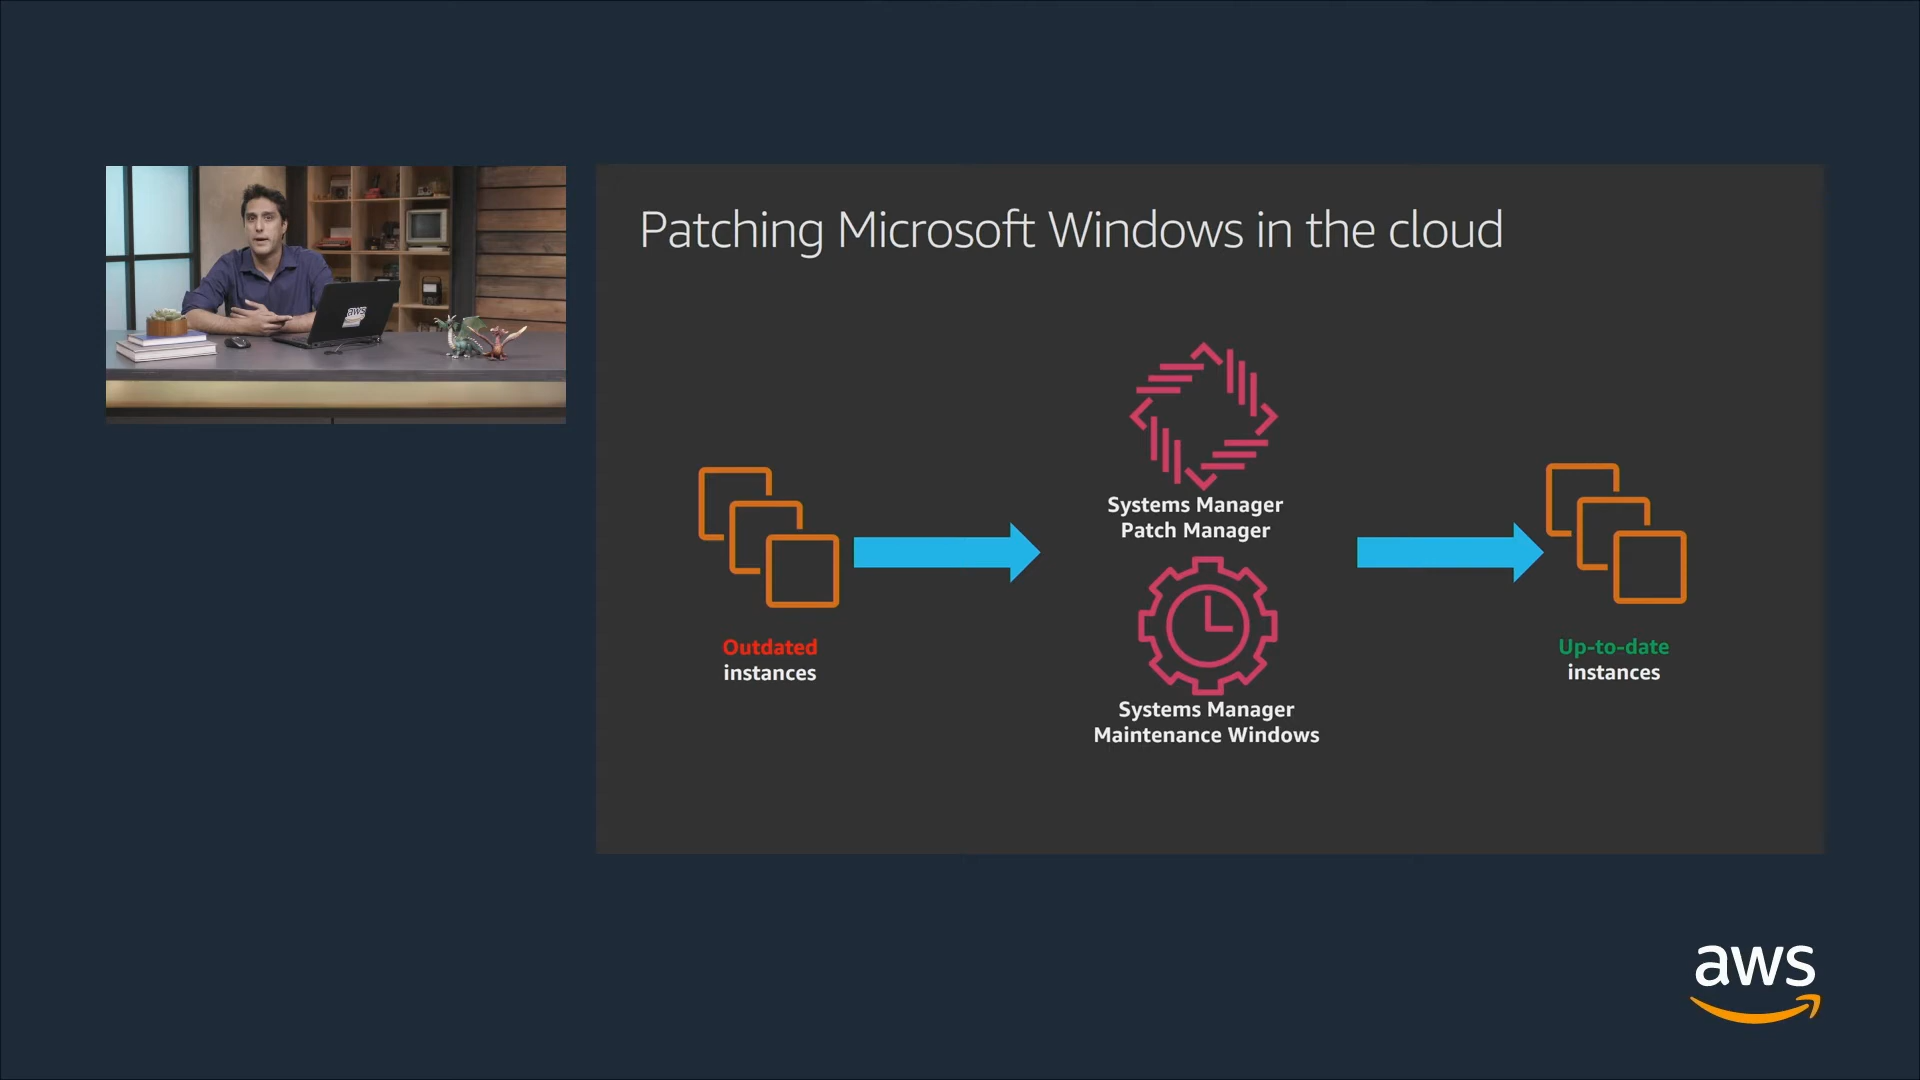 Patching Microsoft Windows in the cloud
aws
Systems Manager
Patch Manager
Outdated
instances
Up-to-date
instances
Systems Manager
Maintenance Windows
aws